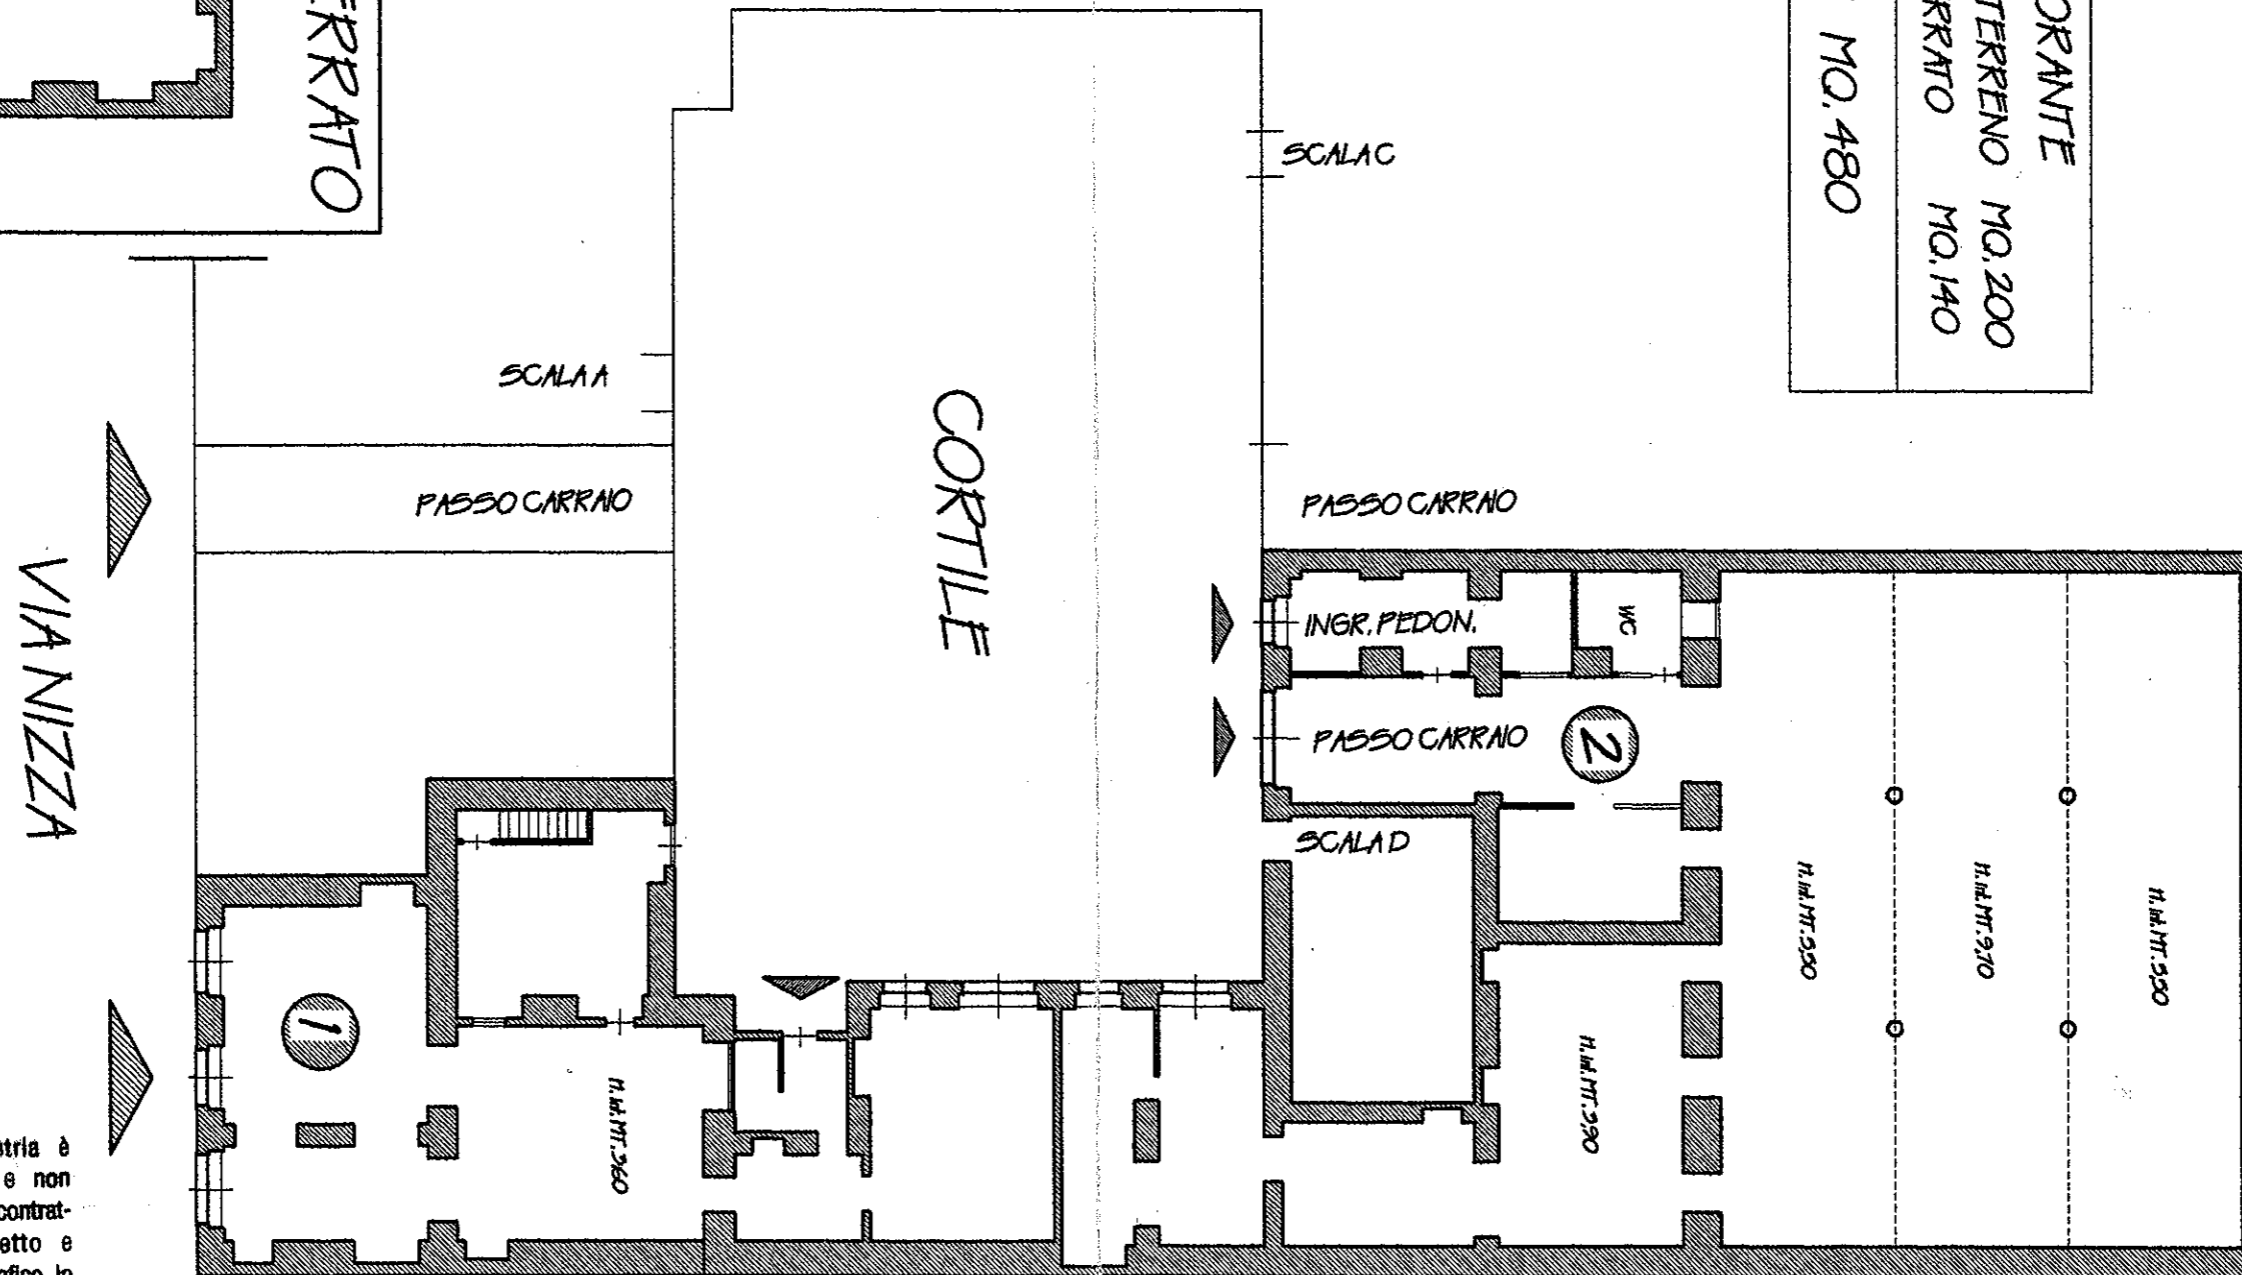 ORANTE
TERRENO MQ.200
RRATO MQ.140
MQ.480
ERRATO
SCALA C
SCALA A
CORTILE
PASSO CARRAIO
PASSO CARRAIO
VIA NIZZA
INGR. PEDON.
WC
PASSO CARRAIO
2
SCALA D
H.int.MT.5,50
H.int.MT.9,70
H.int.MT.5,50
1
H.int.MT.3,60
H.int.MT.3,90
tria è
e non
contrat-
etto e